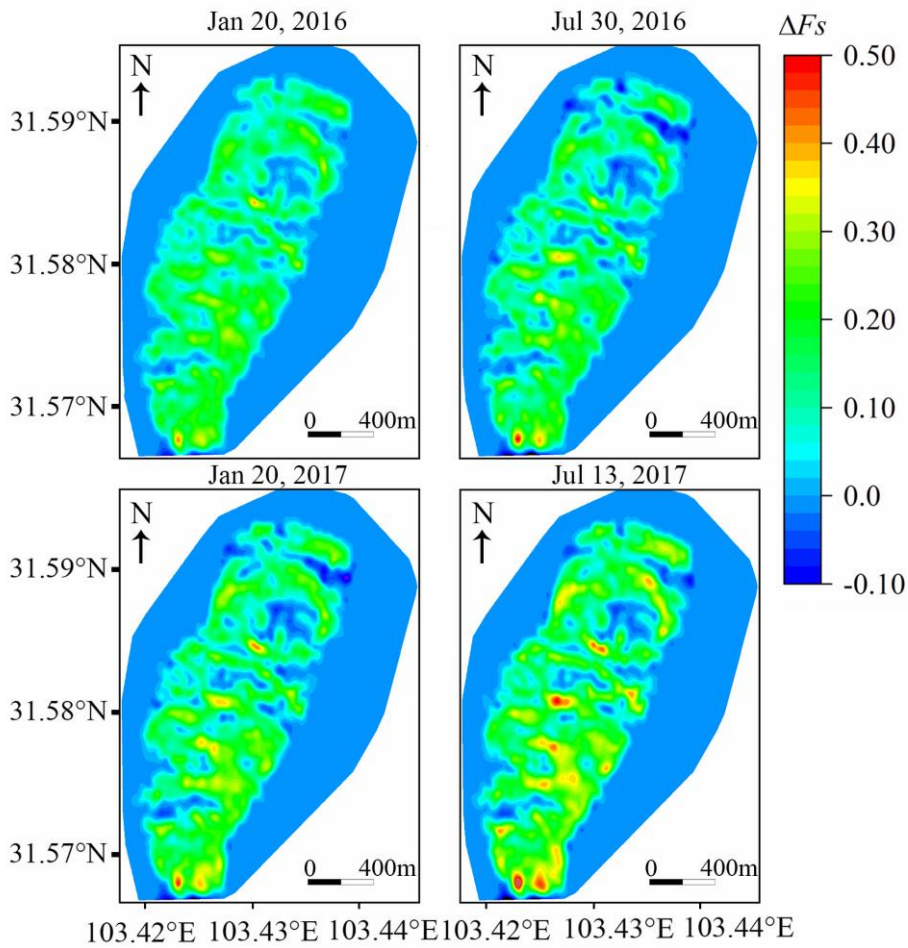 Jan 20, 2016
Jul 30, 2016
ΔFs
N
N
0.50
31.59°N
0.40
0.30
31.58°N
0.20
31.57°N
0 400m
0 400m
0.10
Jan 20, 2017
Jul 13, 2017
0.0
N
N
31.59°N
-0.10
31.58°N
31.57°N
0 400m
0 400m
103.42°E 103.43°E 103.44°E 103.42°E 103.43°E 103.44°E